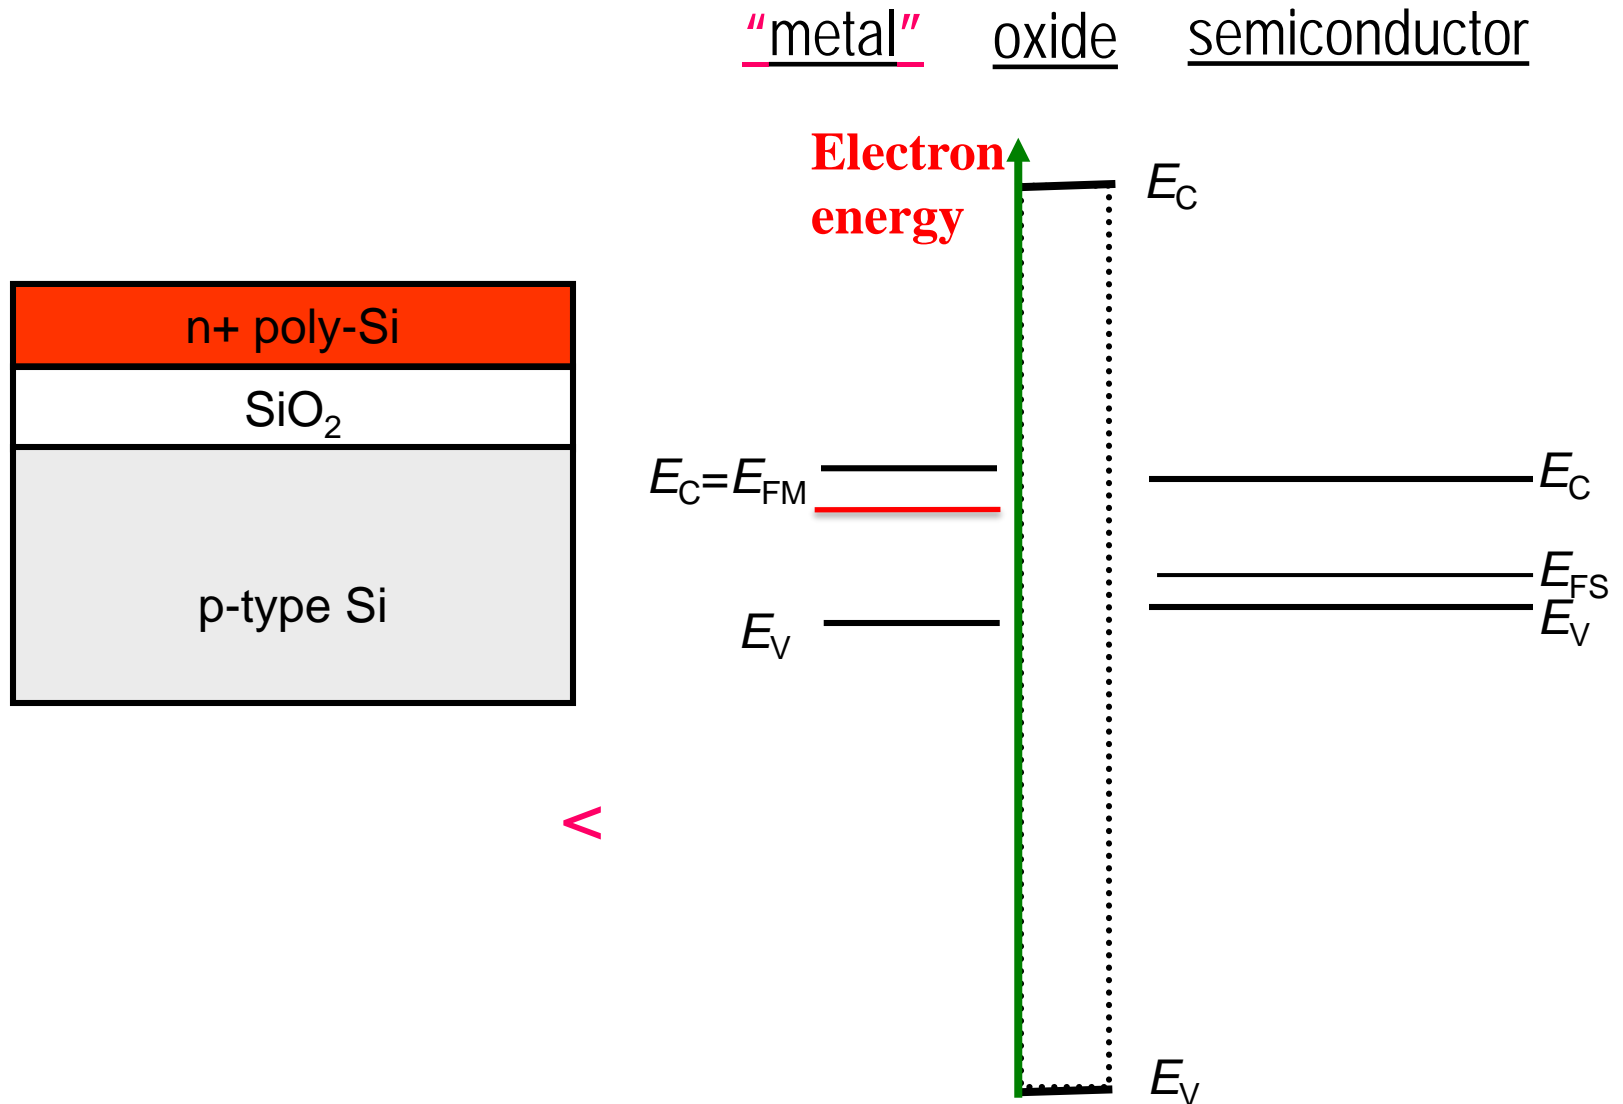 “metal” oxide semiconductor
Electron
energy
E_C
n+ poly-Si
SiO₂
p-type Si
E_C=E_FM
E_V
E_C
E_FS
E_V
<
E_V